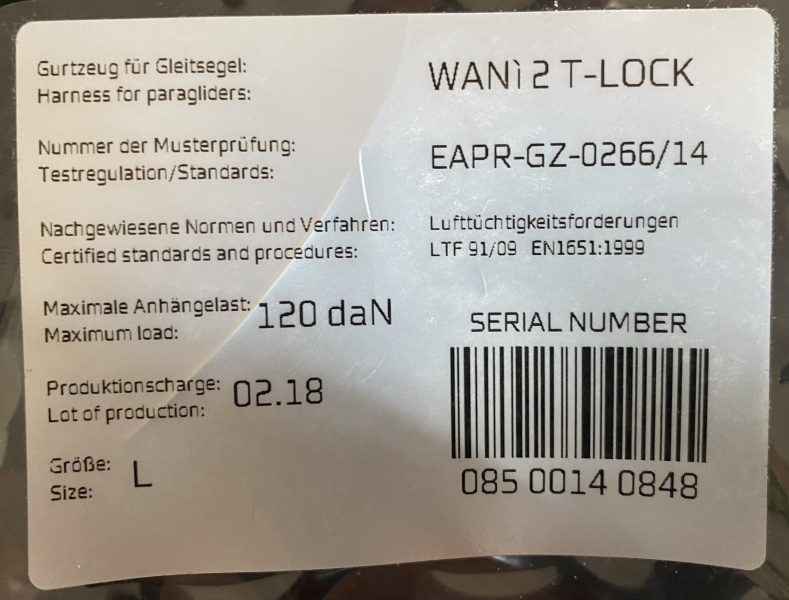 Gurtzeug für Gleitsegel:
Harness for paragliders:
WANì 2 T-LOCK
Nummer der Musterprüfung:
Testregulation/Standards:
EAPR-GZ-0266/14
Nachgewiesene Normen und Verfahren:
Certified standards and procedures:
Lufttüchtigkeitsforderungen
LTF 91/09 EN1651:1999
Maximale Anhängelast:
Maximum load:
120 daN
Produktionscharge:
Lot of production:
02.18
Größe:
Size:
L
SERIAL NUMBER
085 0014 0848